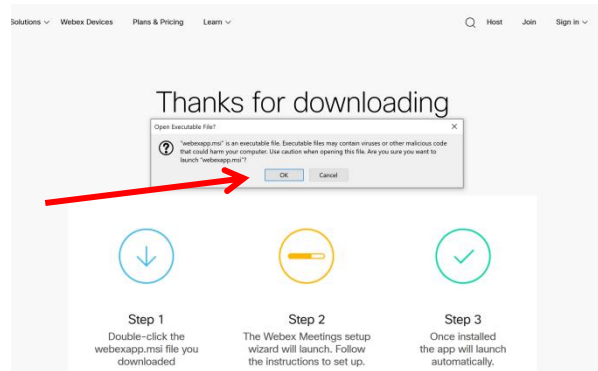 Solutions Webex Devices Plans & Pricing Learn Host Join Sign in
Thanks for downloading
Open Executable File?
"webexapp.msi" is an executable file. Executable files may contain viruses or other malicious code
that could harm your computer. Use caution when opening this file. Are you sure you want to
launch "webexapp.msi"?
OK Cancel
Step 1
Double-click the
webexapp.msi file you
downloaded
Step 2
The Webex Meetings setup
wizard will launch. Follow
the instructions to set up.
Step 3
Once installed
the app will launch
automatically.